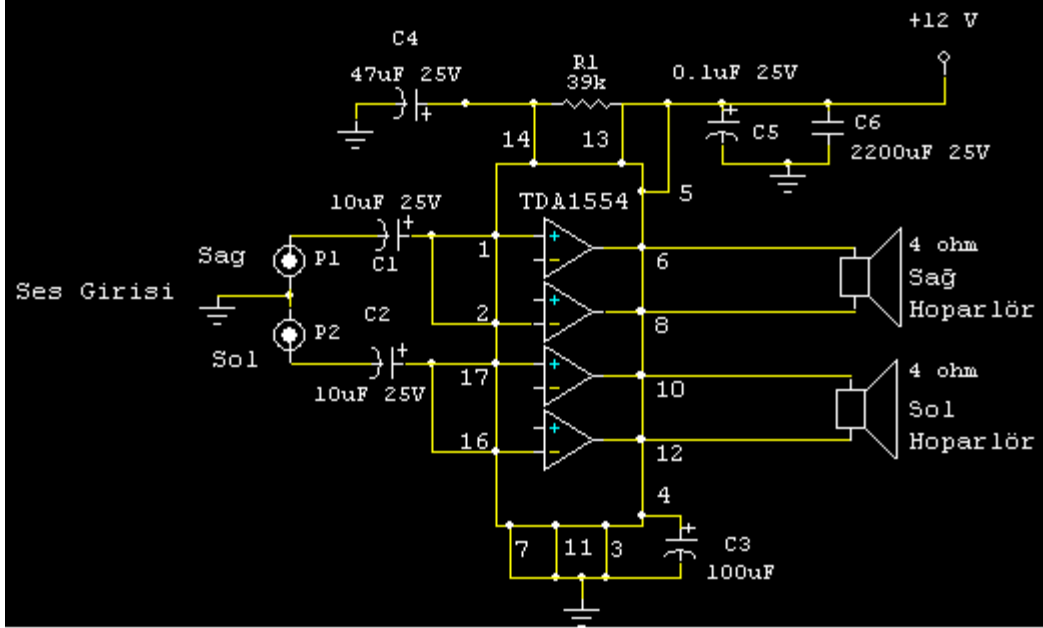 +12 V
C4
47uF 25V
R1
39k
0.1uF 25V
C5
C6
2200uF 25V
14
13
5
TDA1554
10uF 25V
C1
Sag
P1
Ses Girisi
P2
Sol
C2
10uF 25V
1
2
17
16
6
8
10
12
4 ohm
Sağ
Hoparlör
4 ohm
Sol
Hoparlör
4
7
11
3
C3
100uF